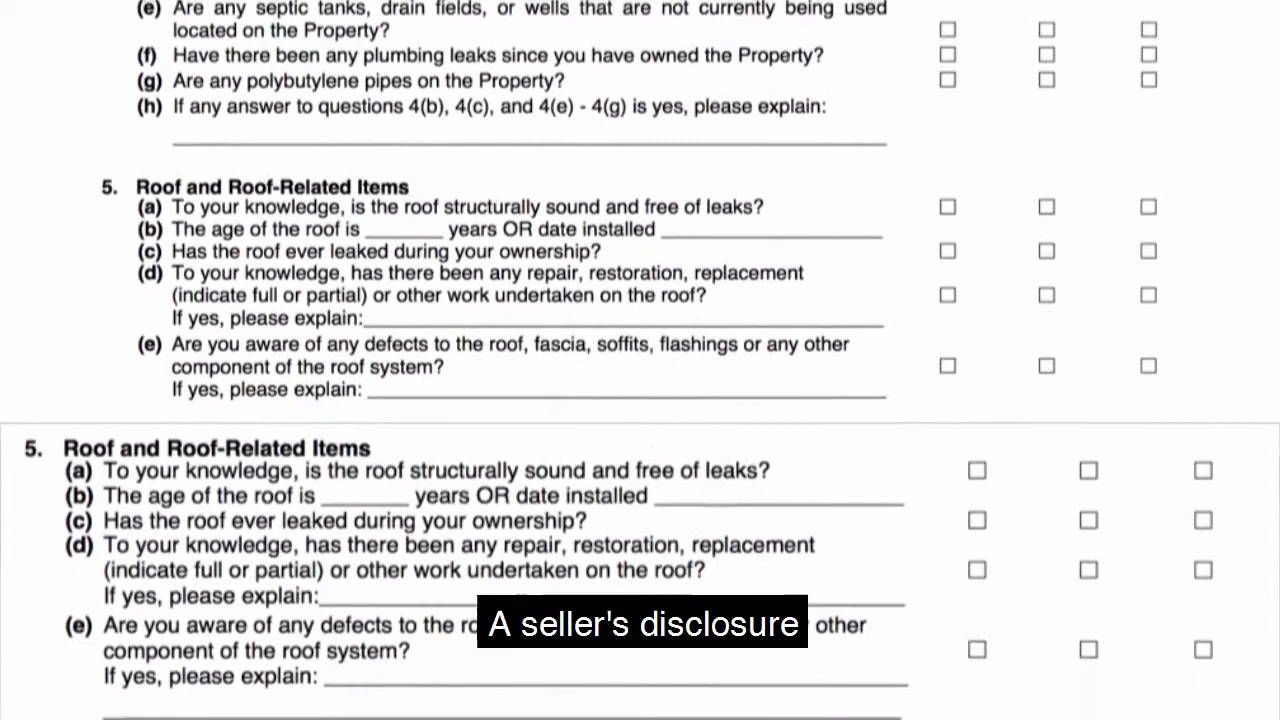 (e) Are any septic tanks, drain fields, or wells that are not currently being used
located on the Property?
(f) Have there been any plumbing leaks since you have owned the Property?
(g) Are any polybutylene pipes on the Property?
(h) If any answer to questions 4(b), 4(c), and 4(e) - 4(g) is yes, please explain:
5. Roof and Roof-Related Items
(a) To your knowledge, is the roof structurally sound and free of leaks?
(b) The age of the roof is ______ years OR date installed ______
(c) Has the roof ever leaked during your ownership?
(d) To your knowledge, has there been any repair, restoration, replacement
(indicate full or partial) or other work undertaken on the roof?
If yes, please explain:
(e) Are you aware of any defects to the roof, fascia, soffits, flashings or any other
component of the roof system?
If yes, please explain:
5. Roof and Roof-Related Items
(a) To your knowledge, is the roof structurally sound and free of leaks?
(b) The age of the roof is ______ years OR date installed ______
(c) Has the roof ever leaked during your ownership?
(d) To your knowledge, has there been any repair, restoration, replacement
(indicate full or partial) or other work undertaken on the roof?
If yes, please explain:
(e) Are you aware of any defects to the other
component of the roof system?
If yes, please explain:
A seller's disclosure